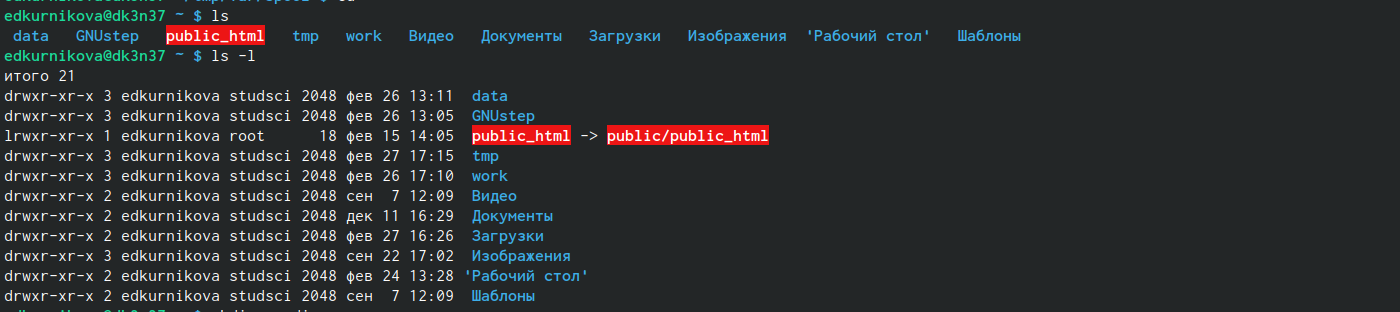 edkurnikova@dk3n37 ~ $ ls
data GNUstep public_html tmp work Видео Документы Загрузки Изображения 'Рабочий стол' Шаблоны
edkurnikova@dk3n37 ~ $ ls -l
итого 21
drwxr-xr-x 3 edkurnikova studsci 2048 фев 26 13:11 data
drwxr-xr-x 3 edkurnikova studsci 2048 фев 26 13:05 GNUstep
lrwxr-xr-x 1 edkurnikova root 18 фев 15 14:05 public_html -> public/public_html
drwxr-xr-x 3 edkurnikova studsci 2048 фев 27 17:15 tmp
drwxr-xr-x 3 edkurnikova studsci 2048 фев 26 17:10 work
drwxr-xr-x 2 edkurnikova studsci 2048 сен 7 12:09 Видео
drwxr-xr-x 2 edkurnikova studsci 2048 дек 11 16:29 Документы
drwxr-xr-x 2 edkurnikova studsci 2048 фев 27 16:26 Загрузки
drwxr-xr-x 3 edkurnikova studsci 2048 сен 22 17:02 Изображения
drwxr-xr-x 2 edkurnikova studsci 2048 фев 24 13:28 'Рабочий стол'
drwxr-xr-x 2 edkurnikova studsci 2048 сен 7 12:09 Шаблоны